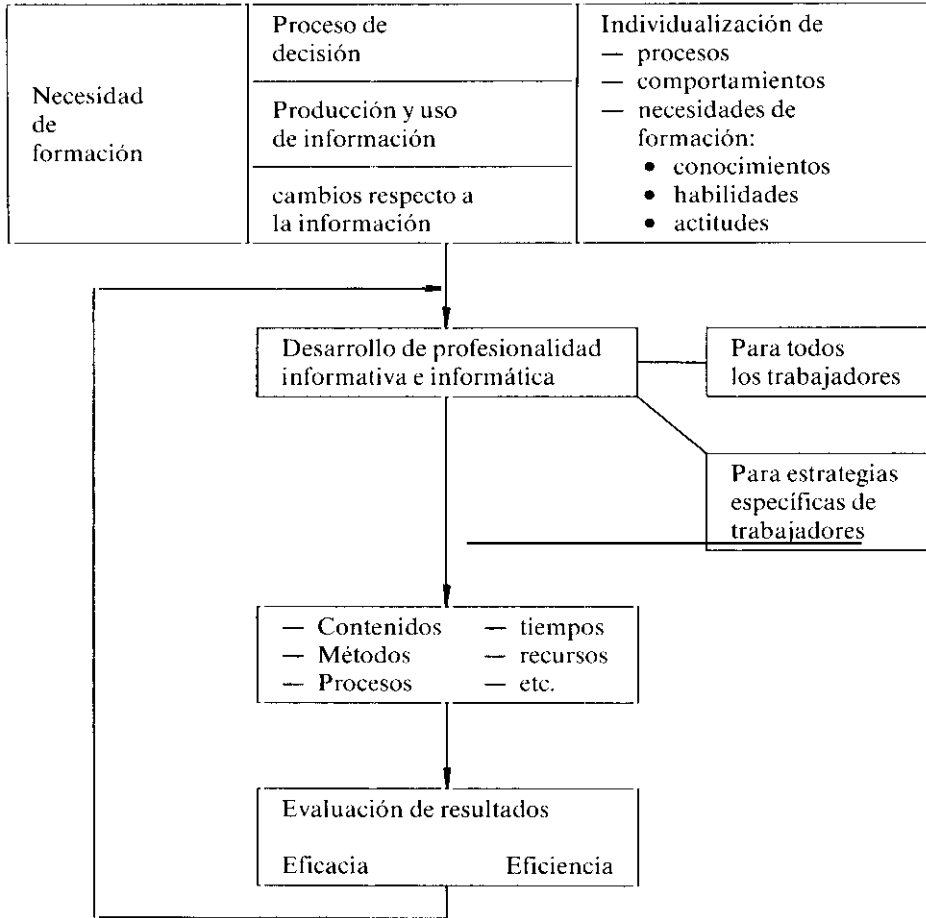 Necesidad
de
formación
Proceso de
decisión
Producción y uso
de información
cambios respecto a
la información
Individualización de
— procesos
— comportamientos
— necesidades de
formación:
• conocimientos
• habilidades
• actitudes
Desarrollo de profesionalidad
informativa e informática
Para todos
los trabajadores
Para estrategias
específicas de
trabajadores
— Contenidos — tiempos
— Métodos — recursos
— Procesos — etc.
Evaluación de resultados
Eficacia Eficiencia